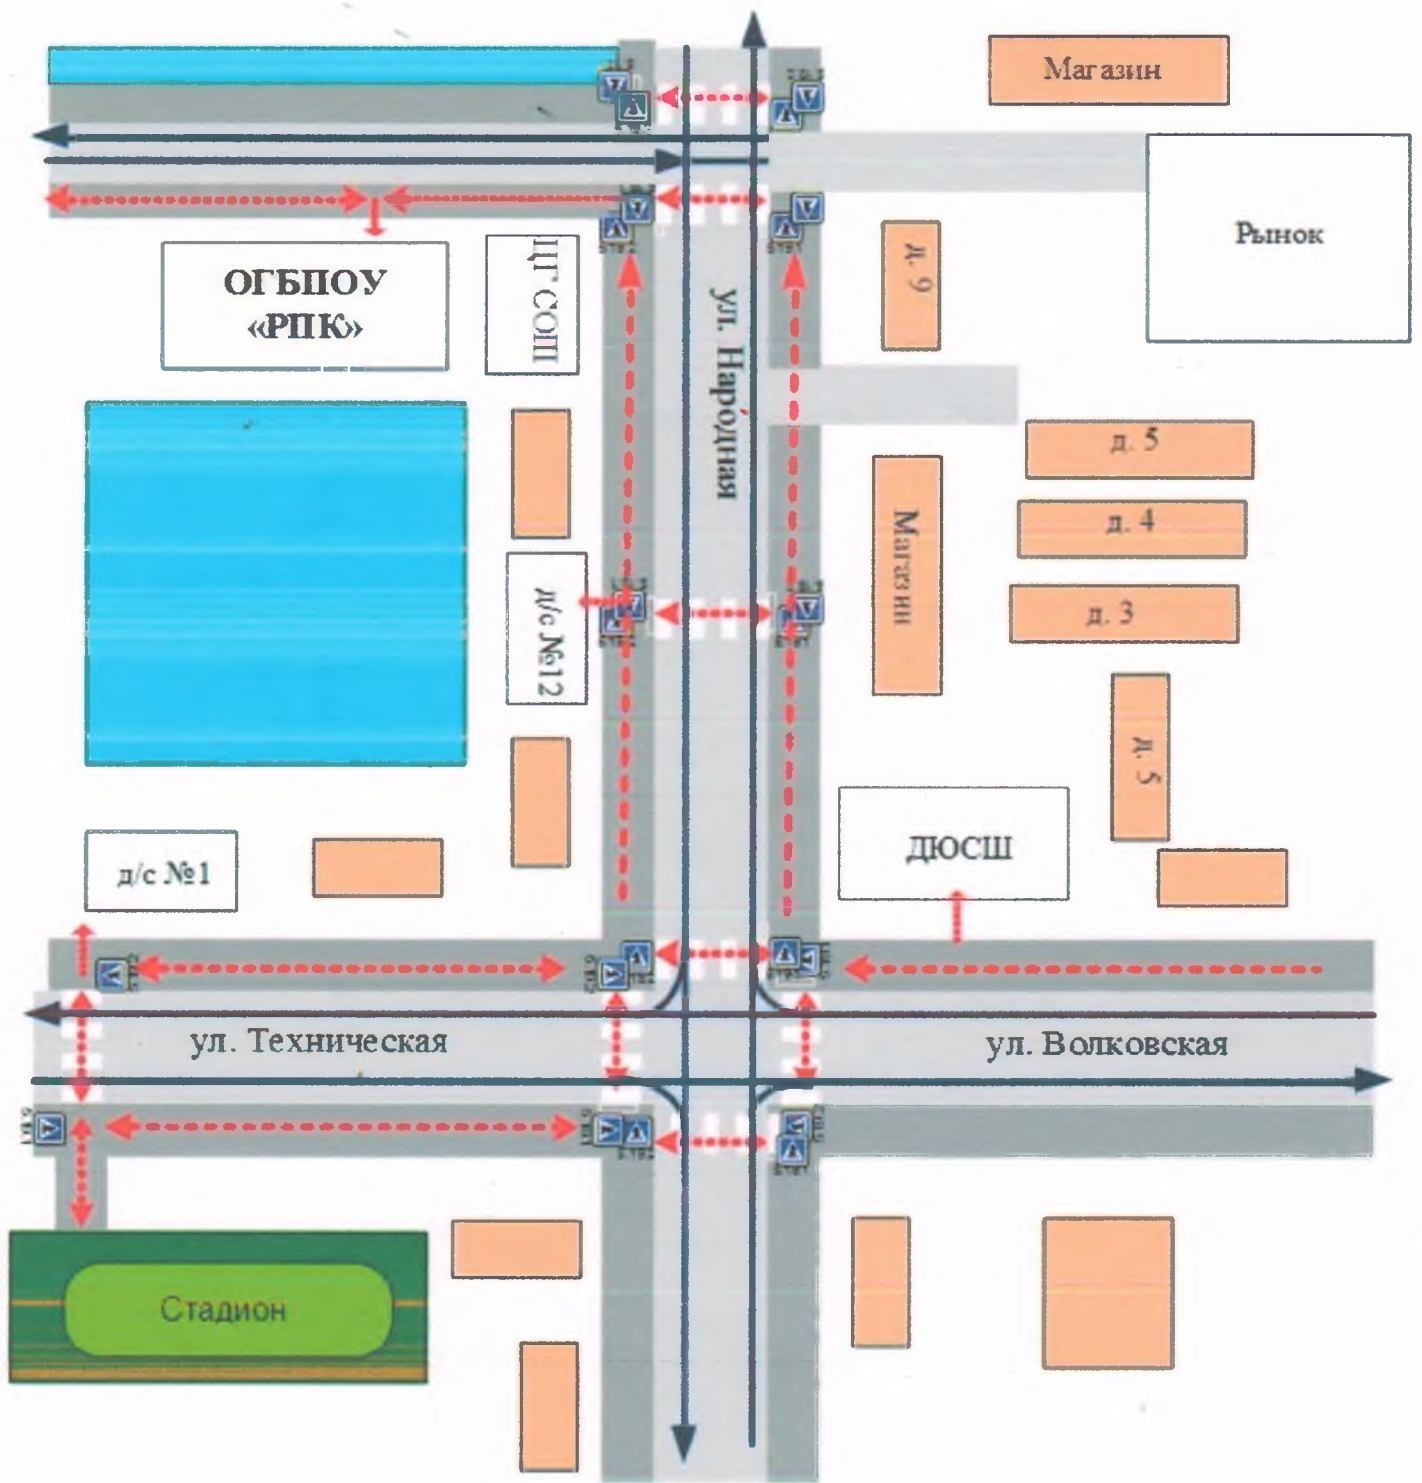 Магазин
Рынок
ОГБПОУ
«РПК»
ЦГ СОШ
д. 9
ул. Народная
д. 5
д. 4
д. 3
Магазин
д/с №12
д. 5
ДЮСШ
д/с №1
ул. Техническая
ул. Волковская
Стадион